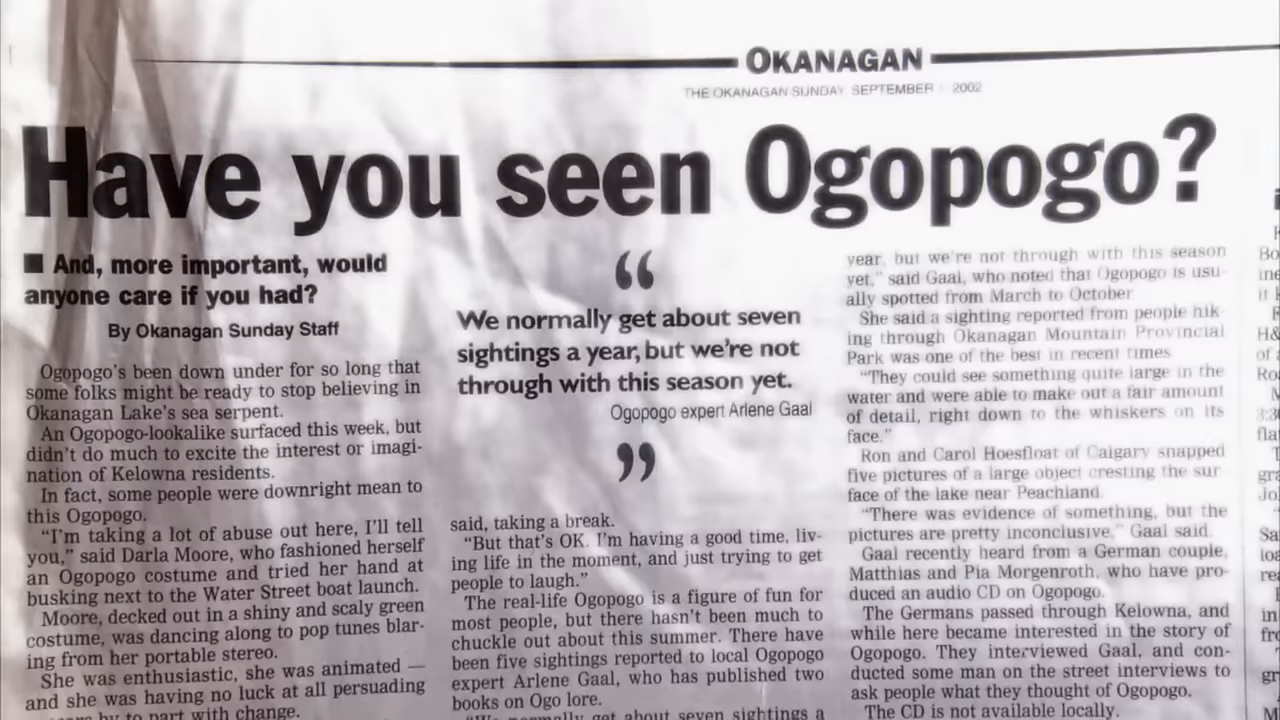 OKANAGAN
THE OKANAGAN SUNDAY, SEPTEMBER 2002
Have you seen Ogopogo?
■ And, more important, would
anyone care if you had?
By Okanagan Sunday Staff
Ogopogo's been down under for so long that
some folks might be ready to stop believing in
Okanagan Lake's sea serpent.
An Ogopogo-lookalike surfaced this week, but
didn't do much to excite the interest or imagi-
nation of Kelowna residents.
In fact, some people were downright mean to
this Ogopogo.
"I'm taking a lot of abuse out here, I'll tell
you," said Darla Moore, who fashioned herself
an Ogopogo costume and tried her hand at
busking next to the Water Street boat launch.
Moore, decked out in a shiny and scaly green
costume, was dancing along to pop tunes blar-
ing from her portable stereo.
She was enthusiastic, she was animated —
and she was having no luck at all persuading
by to part with change.
“
We normally get about seven
sightings a year, but we're not
through with this season yet.
Ogopogo expert Arlene Gaal
”
said, taking a break.
"But that's OK. I'm having a good time, liv-
ing life in the moment, and just trying to get
people to laugh."
The real-life Ogopogo is a figure of fun for
most people, but there hasn't been much to
chuckle out about this summer. There have
been five sightings reported to local Ogopogo
expert Arlene Gaal, who has published two
books on Ogo lore.
"We normally get about seven sightings a
year, but we're not through with this season
yet," said Gaal, who noted that Ogopogo is usu-
ally spotted from March to October
She said a sighting reported from people hik-
ing through Okanagan Mountain Provincial
Park was one of the best in recent times
"They could see something quite large in the
water and were able to make out a fair amount
of detail, right down to the whiskers on its
face."
Ron and Carol Hoesfloat of Calgary snapped
five pictures of a large object cresting the sur-
face of the lake near Peachland.
"There was evidence of something, but the
pictures are pretty inconclusive," Gaal said.
Gaal recently heard from a German couple,
Matthias and Pia Morgenroth, who have pro-
duced an audio CD on Ogopogo.
The Germans passed through Kelowna, and
while here became interested in the story of
Ogopogo. They interviewed Gaal, and con-
ducted some man on the street interviews to
ask people what they thought of Ogopogo.
The CD is not available locally.